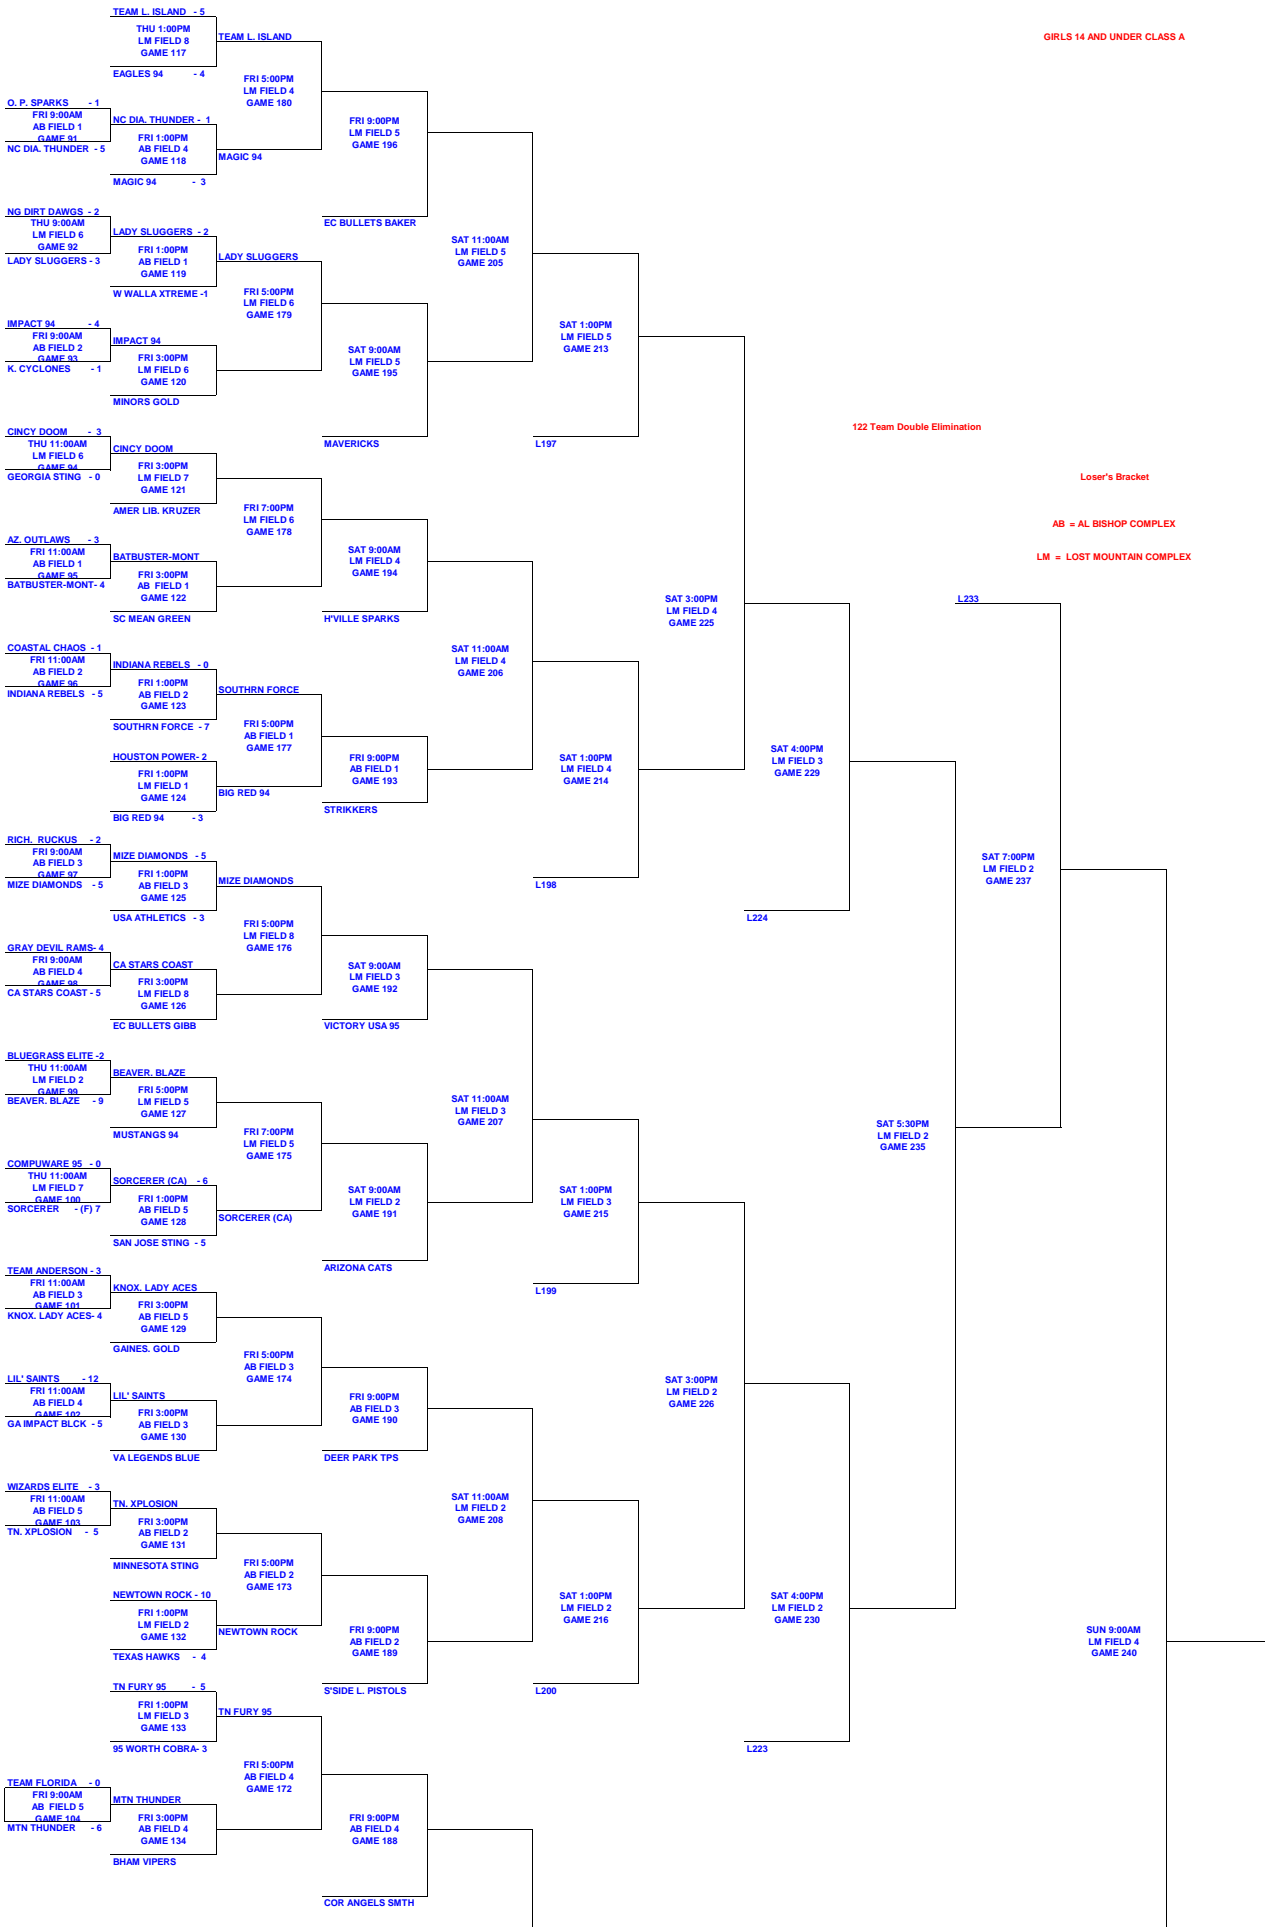 TEAM L. ISLAND - 5
THU 1:00PM
LM FIELD 8
GAME 117
EAGLES 94 - 4
TEAM L. ISLAND
GIRLS 14 AND UNDER CLASS A
FRI 5:00PM
LM FIELD 4
GAME 180
O. P. SPARKS - 1
FRI 9:00AM
AB FIELD 1
GAME 91
NC DIA. THUNDER - 5
NC DIA. THUNDER - 1
FRI 1:00PM
AB FIELD 4
GAME 118
MAGIC 94 - 3
MAGIC 94
FRI 9:00PM
LM FIELD 5
GAME 196
EC BULLETS BAKER
NG DIRT DAWGS - 2
THU 9:00AM
LM FIELD 6
GAME 92
LADY SLUGGERS - 3
LADY SLUGGERS - 2
FRI 1:00PM
AB FIELD 1
GAME 119
W WALLA XTREME -1
LADY SLUGGERS
FRI 5:00PM
LM FIELD 6
GAME 179
SAT 11:00AM
LM FIELD 5
GAME 205
IMPACT 94 - 4
FRI 9:00AM
AB FIELD 2
GAME 93
K. CYCLONES - 1
IMPACT 94
FRI 3:00PM
LM FIELD 6
GAME 120
MINORS GOLD
SAT 9:00AM
LM FIELD 5
GAME 195
MAVERICKS
SAT 1:00PM
LM FIELD 5
GAME 213
L197
122 Team Double Elimination
CINCY DOOM - 3
THU 11:00AM
LM FIELD 6
GAME 94
GEORGIA STING - 0
CINCY DOOM
FRI 3:00PM
LM FIELD 7
GAME 121
AMER LIB. KRUZER
FRI 7:00PM
LM FIELD 6
GAME 178
Loser's Bracket
AB = AL BISHOP COMPLEX
LM = LOST MOUNTAIN COMPLEX
AZ. OUTLAWS - 3
FRI 11:00AM
AB FIELD 1
GAME 95
BATBUSTER-MONT- 4
BATBUSTER-MONT
FRI 3:00PM
AB FIELD 1
GAME 122
SC MEAN GREEN
SAT 9:00AM
LM FIELD 4
GAME 194
H'VILLE SPARKS
SAT 3:00PM
LM FIELD 4
GAME 225
L233
COASTAL CHAOS - 1
FRI 11:00AM
AB FIELD 2
GAME 96
INDIANA REBELS - 5
INDIANA REBELS - 0
FRI 1:00PM
AB FIELD 2
GAME 123
SOUTHRN FORCE - 7
SOUTHRN FORCE
FRI 5:00PM
AB FIELD 1
GAME 177
SAT 11:00AM
LM FIELD 4
GAME 206
HOUSTON POWER- 2
FRI 1:00PM
LM FIELD 1
GAME 124
BIG RED 94 - 3
BIG RED 94
FRI 9:00PM
AB FIELD 1
GAME 193
STRIKKERS
SAT 1:00PM
LM FIELD 4
GAME 214
L198
SAT 4:00PM
LM FIELD 3
GAME 229
L224
RICH. RUCKUS - 2
FRI 9:00AM
AB FIELD 3
GAME 97
MIZE DIAMONDS - 5
MIZE DIAMONDS - 5
FRI 1:00PM
AB FIELD 3
GAME 125
USA ATHLETICS - 3
MIZE DIAMONDS
FRI 5:00PM
LM FIELD 8
GAME 176
SAT 7:00PM
LM FIELD 2
GAME 237
GRAY DEVIL RAMS- 4
FRI 9:00AM
AB FIELD 4
GAME 98
CA STARS COAST - 5
CA STARS COAST
FRI 3:00PM
LM FIELD 8
GAME 126
EC BULLETS GIBB
SAT 9:00AM
LM FIELD 3
GAME 192
VICTORY USA 95
BLUEGRASS ELITE -2
THU 11:00AM
LM FIELD 2
GAME 99
BEAVER. BLAZE - 9
BEAVER. BLAZE
FRI 5:00PM
LM FIELD 5
GAME 127
MUSTANGS 94
FRI 7:00PM
LM FIELD 5
GAME 175
SAT 11:00AM
LM FIELD 3
GAME 207
SAT 5:30PM
LM FIELD 2
GAME 235
COMPUWARE 95 - 0
THU 11:00AM
LM FIELD 7
GAME 100
SORCERER - (F) 7
SORCERER (CA) - 6
FRI 1:00PM
AB FIELD 5
GAME 128
SAN JOSE STING - 5
SORCERER (CA)
SAT 9:00AM
LM FIELD 2
GAME 191
ARIZONA CATS
SAT 1:00PM
LM FIELD 3
GAME 215
L199
TEAM ANDERSON - 3
FRI 11:00AM
AB FIELD 3
GAME 101
KNOX. LADY ACES- 4
KNOX. LADY ACES
FRI 3:00PM
AB FIELD 5
GAME 129
GAINES. GOLD
FRI 5:00PM
AB FIELD 3
GAME 174
SAT 3:00PM
LM FIELD 2
GAME 226
LIL' SAINTS - 12
FRI 11:00AM
AB FIELD 4
GAME 102
GA IMPACT BLCK - 5
LIL' SAINTS
FRI 3:00PM
AB FIELD 3
GAME 130
VA LEGENDS BLUE
FRI 9:00PM
AB FIELD 3
GAME 190
DEER PARK TPS
WIZARDS ELITE - 3
FRI 11:00AM
AB FIELD 5
GAME 103
TN. XPLOSION - 5
TN. XPLOSION
FRI 3:00PM
AB FIELD 2
GAME 131
MINNESOTA STING
FRI 5:00PM
AB FIELD 2
GAME 173
SAT 11:00AM
LM FIELD 2
GAME 208
NEWTOWN ROCK - 10
FRI 1:00PM
LM FIELD 2
GAME 132
TEXAS HAWKS - 4
NEWTOWN ROCK
FRI 9:00PM
AB FIELD 2
GAME 189
S'SIDE L. PISTOLS
SAT 1:00PM
LM FIELD 2
GAME 216
L200
SAT 4:00PM
LM FIELD 2
GAME 230
L223
SUN 9:00AM
LM FIELD 4
GAME 240
TN FURY 95 - 5
FRI 1:00PM
LM FIELD 3
GAME 133
95 WORTH COBRA- 3
TN FURY 95
FRI 5:00PM
AB FIELD 4
GAME 172
TEAM FLORIDA - 0
FRI 9:00AM
AB FIELD 5
GAME 104
MTN THUNDER - 6
MTN THUNDER
FRI 3:00PM
AB FIELD 4
GAME 134
BHAM VIPERS
FRI 9:00PM
AB FIELD 4
GAME 188
COR ANGELS SMTH